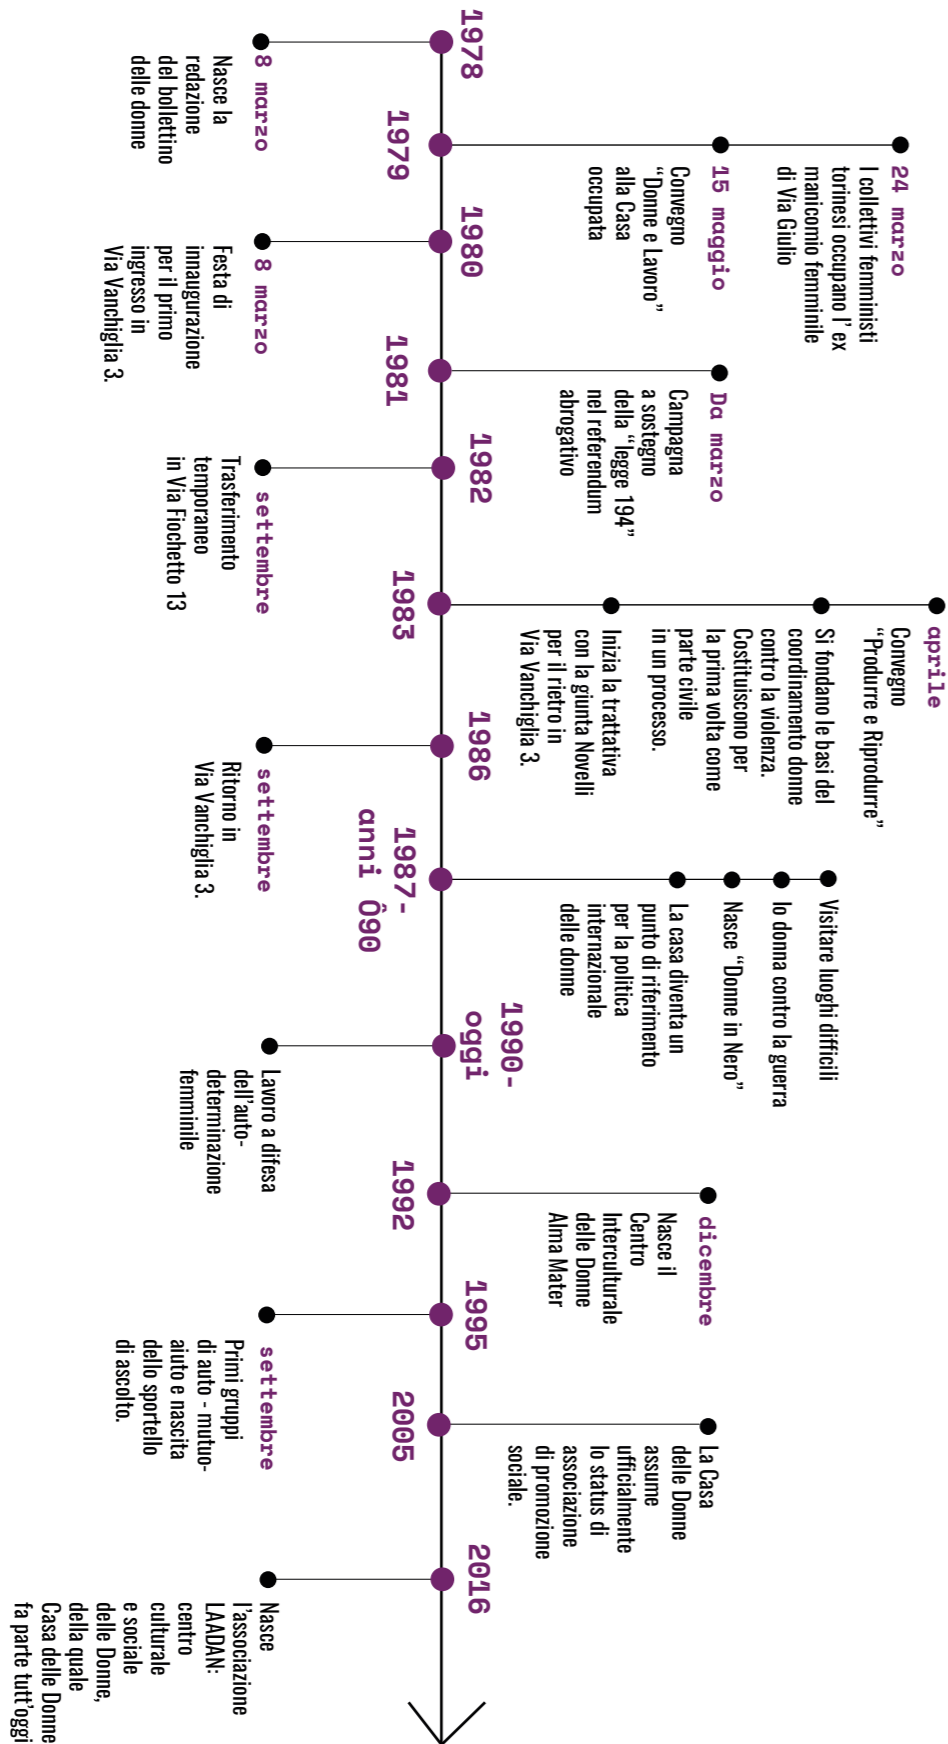 1978
8 marzo
Nasce la
redazione
del bollettino
delle donne
1979
24 marzo
I collettivi femministi
torinesi occupano l' ex
manicomio femminile
di Via Giulio
15 maggio
Convegno
“Donne e Lavoro”
alla Casa
occupata
1980
8 marzo
Festa di
innaugurazione
per il primo
ingresso in
Via Vanchiglia 3.
1981
Da marzo
Campagna
a sostegno
della “legge 194”
nel referendum
abrogativo
1982
settembre
Trasferimento
temporaneo
in Via Fiochetto 13
1983
aprile
Convegno
“Produrre e Riprodurre”
Si fondano le basi del
coordinamento donne
contro la violenza.
Costituiscono per
la prima volta come
parte civile
in un processo.
Inizia la trattativa
con la giunta Novelli
per il rietro in
Via Vanchiglia 3.
1986
settembre
Ritorno in
Via Vanchiglia 3.
1987-
anni Ô90
Visitare luoghi difficili
Io donna contro la guerra
Nasce “Donne in Nero”
La casa diventa un
punto di riferimento
per la politica
internazionale
delle donne
1990-
oggi
Lavoro a difesa
dell'auto-
determinazione
femminile
1992
dicembre
Nasce il
Centro
Interculturale
delle Donne
Alma Mater
1995
settembre
Primi gruppi
di auto - mutuo-
aiuto e nascita
dello sportello
di ascolto.
2005
La Casa
delle Donne
assume
ufficialmente
lo status di
associazione
di promozione
sociale.
2016
Nasce
l'associazione
LAADAN:
centro
culturale
e sociale
delle Donne,
della quale
Casa delle Donne
fa parte tutt'oggi